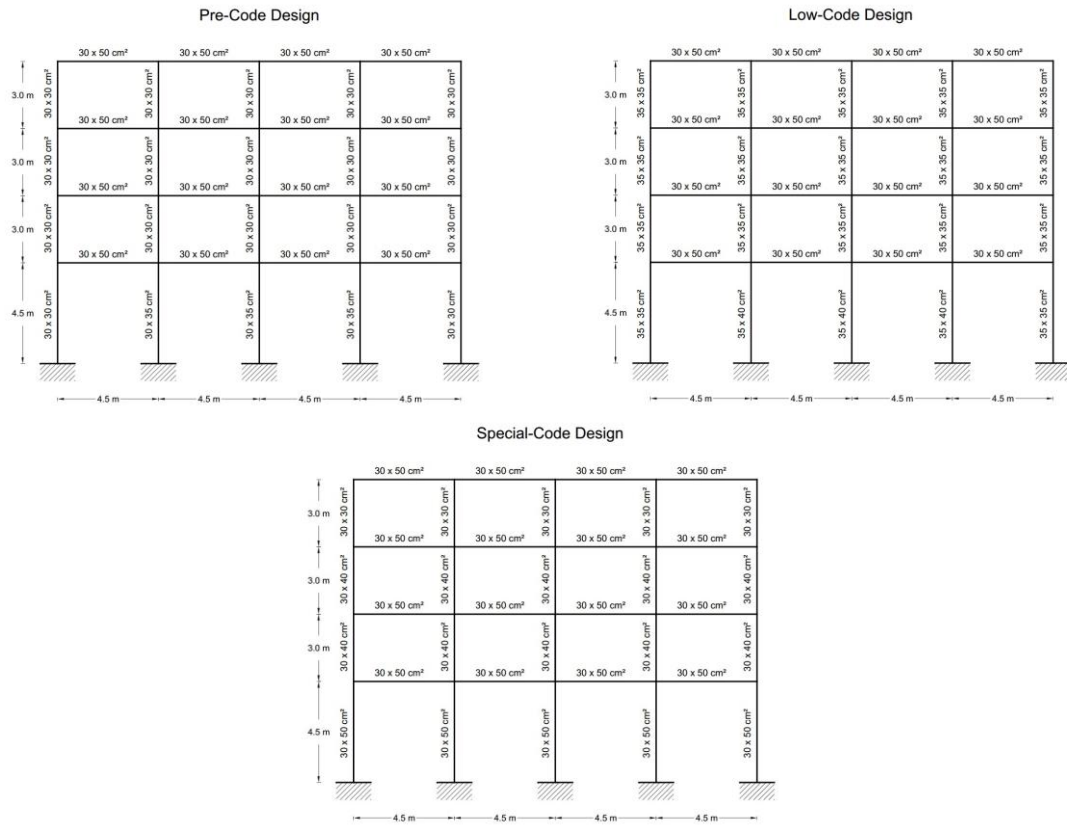 Pre-Code Design
30 x 50 cm² 30 x 50 cm² 30 x 50 cm² 30 x 50 cm²
3.0 m 30 x 30 cm² 30 x 30 cm² 30 x 30 cm² 30 x 30 cm² 30 x 30 cm²
30 x 50 cm² 30 x 50 cm² 30 x 50 cm² 30 x 50 cm²
3.0 m 30 x 30 cm² 30 x 30 cm² 30 x 30 cm² 30 x 30 cm² 30 x 30 cm²
30 x 50 cm² 30 x 50 cm² 30 x 50 cm² 30 x 50 cm²
3.0 m 30 x 30 cm² 30 x 30 cm² 30 x 30 cm² 30 x 30 cm² 30 x 30 cm²
30 x 50 cm² 30 x 50 cm² 30 x 50 cm² 30 x 50 cm²
4.5 m 30 x 30 cm² 30 x 35 cm² 30 x 35 cm² 30 x 35 cm² 30 x 30 cm²
4.5 m 4.5 m 4.5 m 4.5 m
Low-Code Design
30 x 50 cm² 30 x 50 cm² 30 x 50 cm² 30 x 50 cm²
3.0 m 35 x 35 cm² 35 x 35 cm² 35 x 35 cm² 35 x 35 cm² 35 x 35 cm²
30 x 50 cm² 30 x 50 cm² 30 x 50 cm² 30 x 50 cm²
3.0 m 35 x 35 cm² 35 x 35 cm² 35 x 35 cm² 35 x 35 cm² 35 x 35 cm²
30 x 50 cm² 30 x 50 cm² 30 x 50 cm² 30 x 50 cm²
3.0 m 35 x 35 cm² 35 x 35 cm² 35 x 35 cm² 35 x 35 cm² 35 x 35 cm²
30 x 50 cm² 30 x 50 cm² 30 x 50 cm² 30 x 50 cm²
4.5 m 35 x 35 cm² 35 x 40 cm² 35 x 40 cm² 35 x 40 cm² 35 x 35 cm²
4.5 m 4.5 m 4.5 m 4.5 m
Special-Code Design
30 x 50 cm² 30 x 50 cm² 30 x 50 cm² 30 x 50 cm²
3.0 m 30 x 30 cm² 30 x 30 cm² 30 x 30 cm² 30 x 30 cm² 30 x 30 cm²
30 x 50 cm² 30 x 50 cm² 30 x 50 cm² 30 x 50 cm²
3.0 m 30 x 40 cm² 30 x 40 cm² 30 x 40 cm² 30 x 40 cm² 30 x 40 cm²
30 x 50 cm² 30 x 50 cm² 30 x 50 cm² 30 x 50 cm²
3.0 m 30 x 40 cm² 30 x 40 cm² 30 x 40 cm² 30 x 40 cm² 30 x 40 cm²
30 x 50 cm² 30 x 50 cm² 30 x 50 cm² 30 x 50 cm²
4.5 m 30 x 50 cm² 30 x 50 cm² 30 x 50 cm² 30 x 50 cm² 30 x 50 cm²
4.5 m 4.5 m 4.5 m 4.5 m